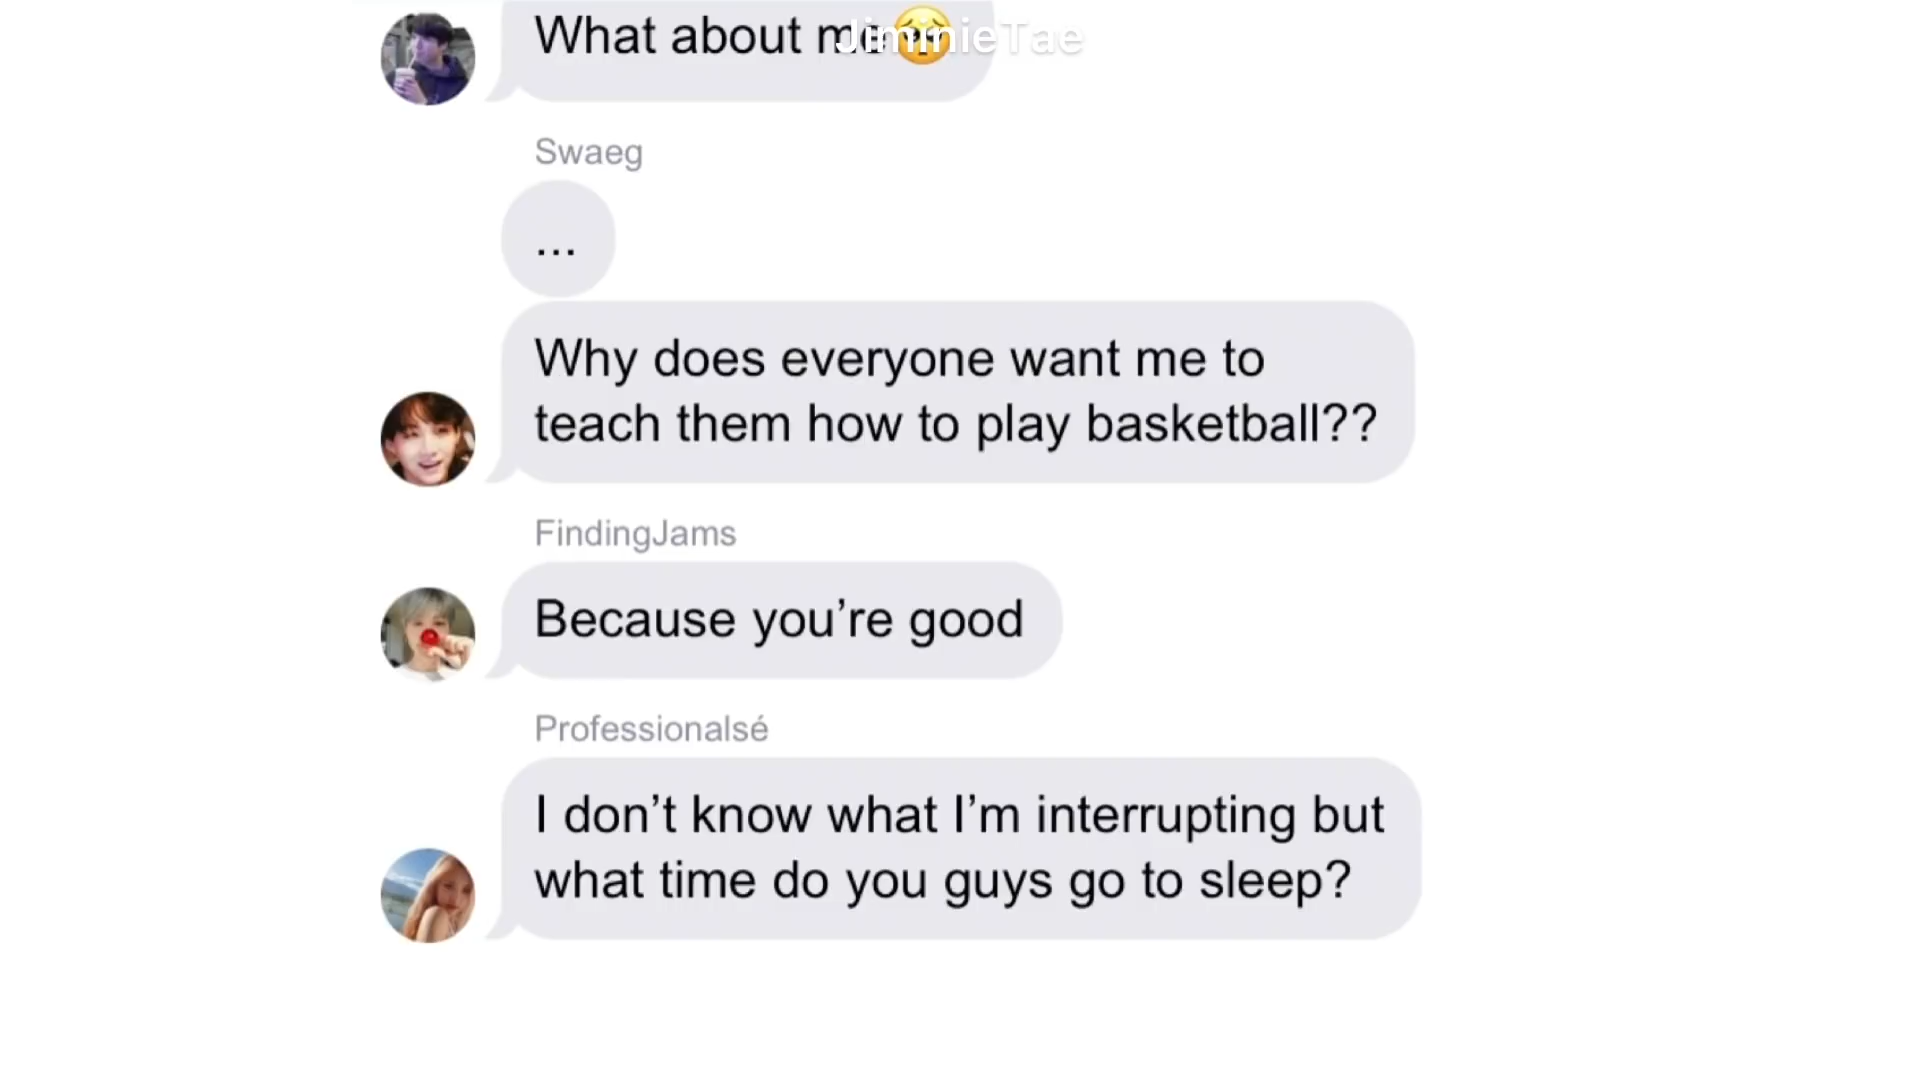 What about me🥺
JiminieTae
Swaeg
...
Why does everyone want me to
teach them how to play basketball??
FindingJams
Because you’re good
Professionalsé
I don’t know what I’m interrupting but
what time do you guys go to sleep?